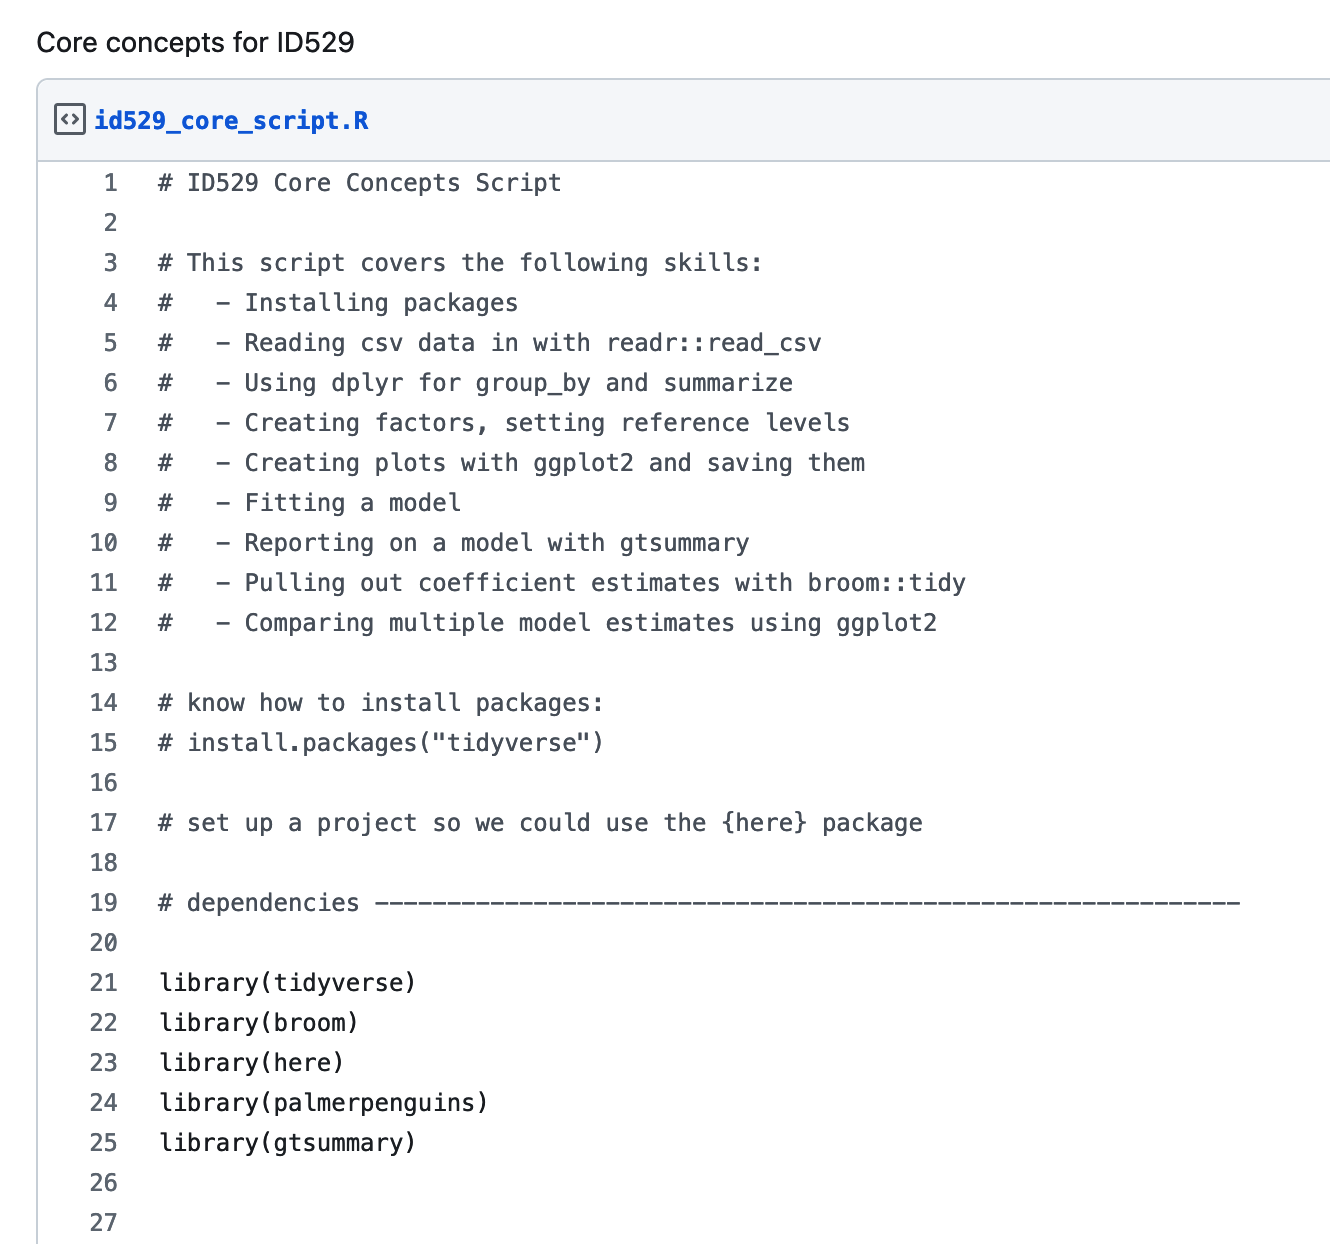 Core concepts for ID529
<> id529_core_script.R
1 # ID529 Core Concepts Script
2
3 # This script covers the following skills:
4 #   - Installing packages
5 #   - Reading csv data in with readr::read_csv
6 #   - Using dplyr for group_by and summarize
7 #   - Creating factors, setting reference levels
8 #   - Creating plots with ggplot2 and saving them
9 #   - Fitting a model
10 #   - Reporting on a model with gtsummary
11 #   - Pulling out coefficient estimates with broom::tidy
12 #   - Comparing multiple model estimates using ggplot2
13
14 # know how to install packages:
15 # install.packages("tidyverse")
16
17 # set up a project so we could use the {here} package
18
19 # dependencies ------------------------------------------------------------
20
21 library(tidyverse)
22 library(broom)
23 library(here)
24 library(palmerpenguins)
25 library(gtsummary)
26
27